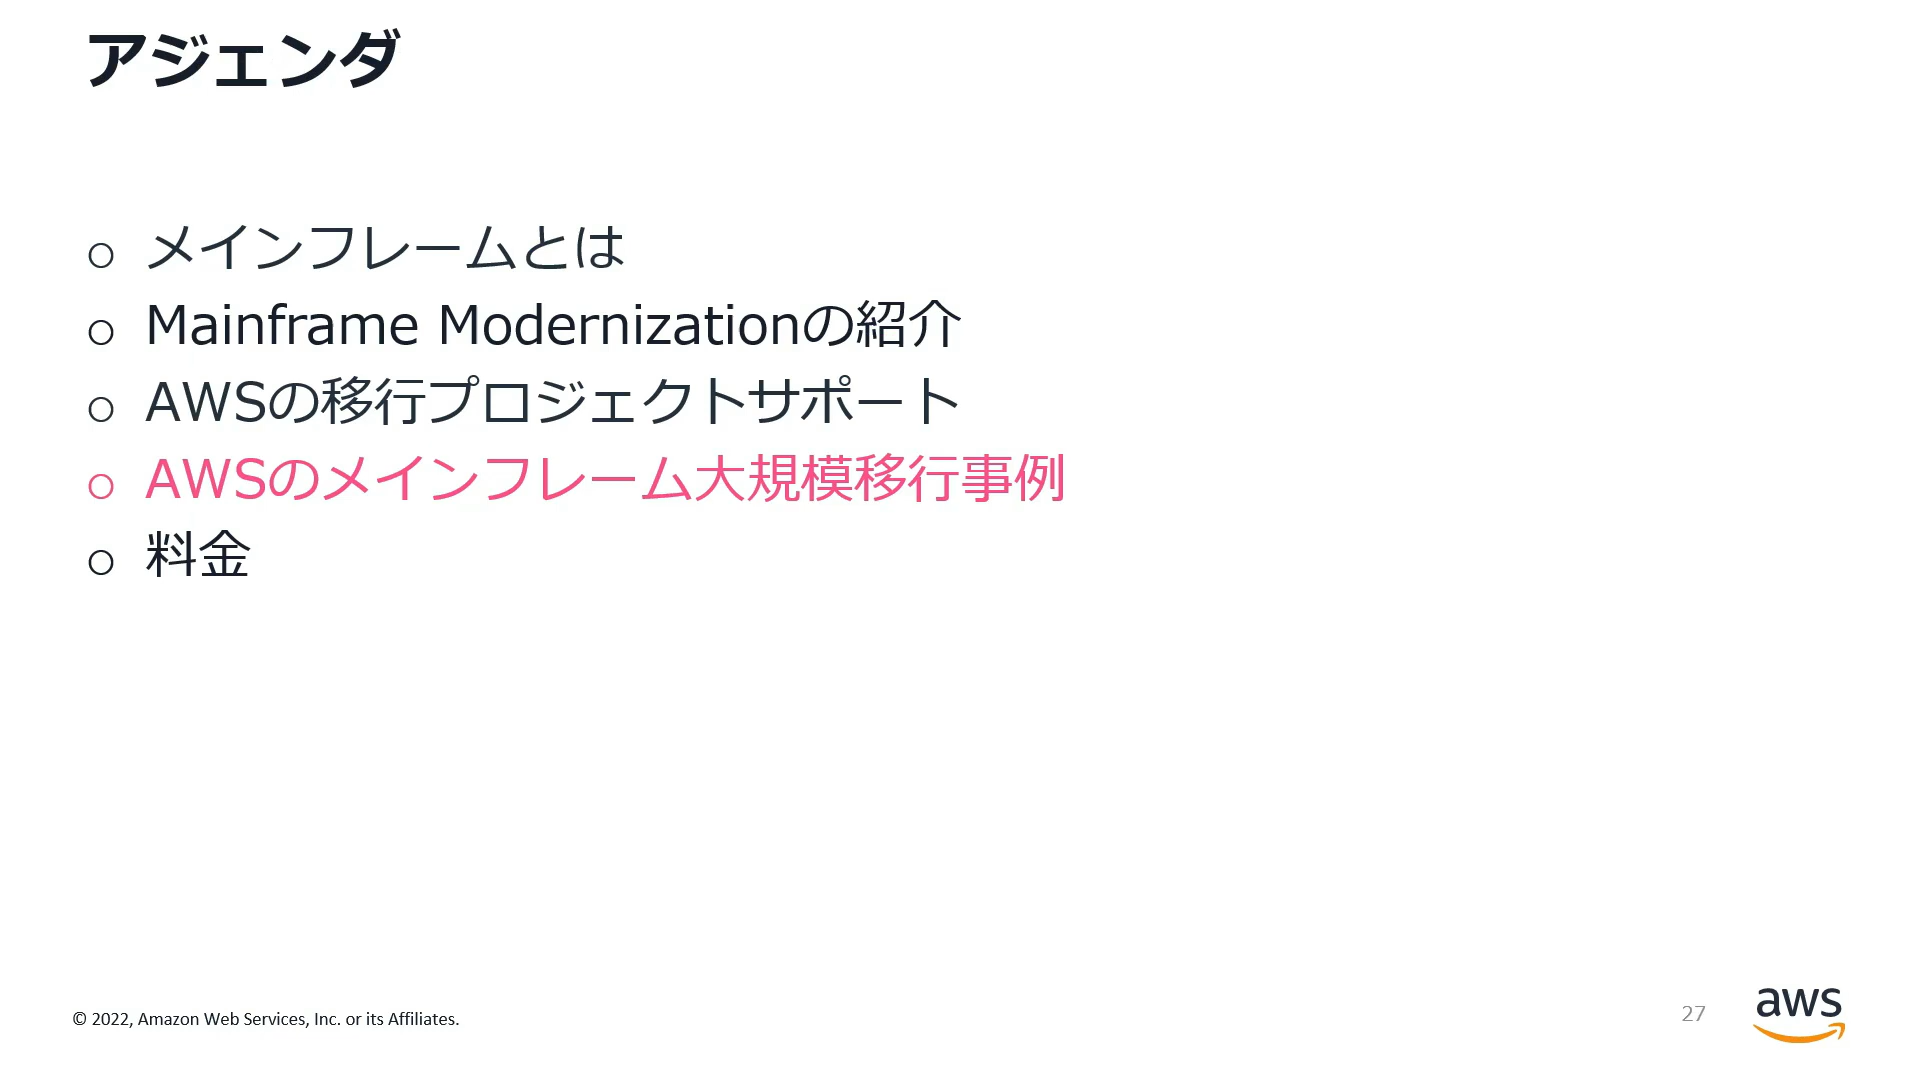 アジェンダ
○ メインフレームとは
○ Mainframe Modernizationの紹介
○ AWSの移行プロジェクトサポート
○ AWSのメインフレーム大規模移行事例
○ 料金
© 2022, Amazon Web Services, Inc. or its Affiliates.
27
aws